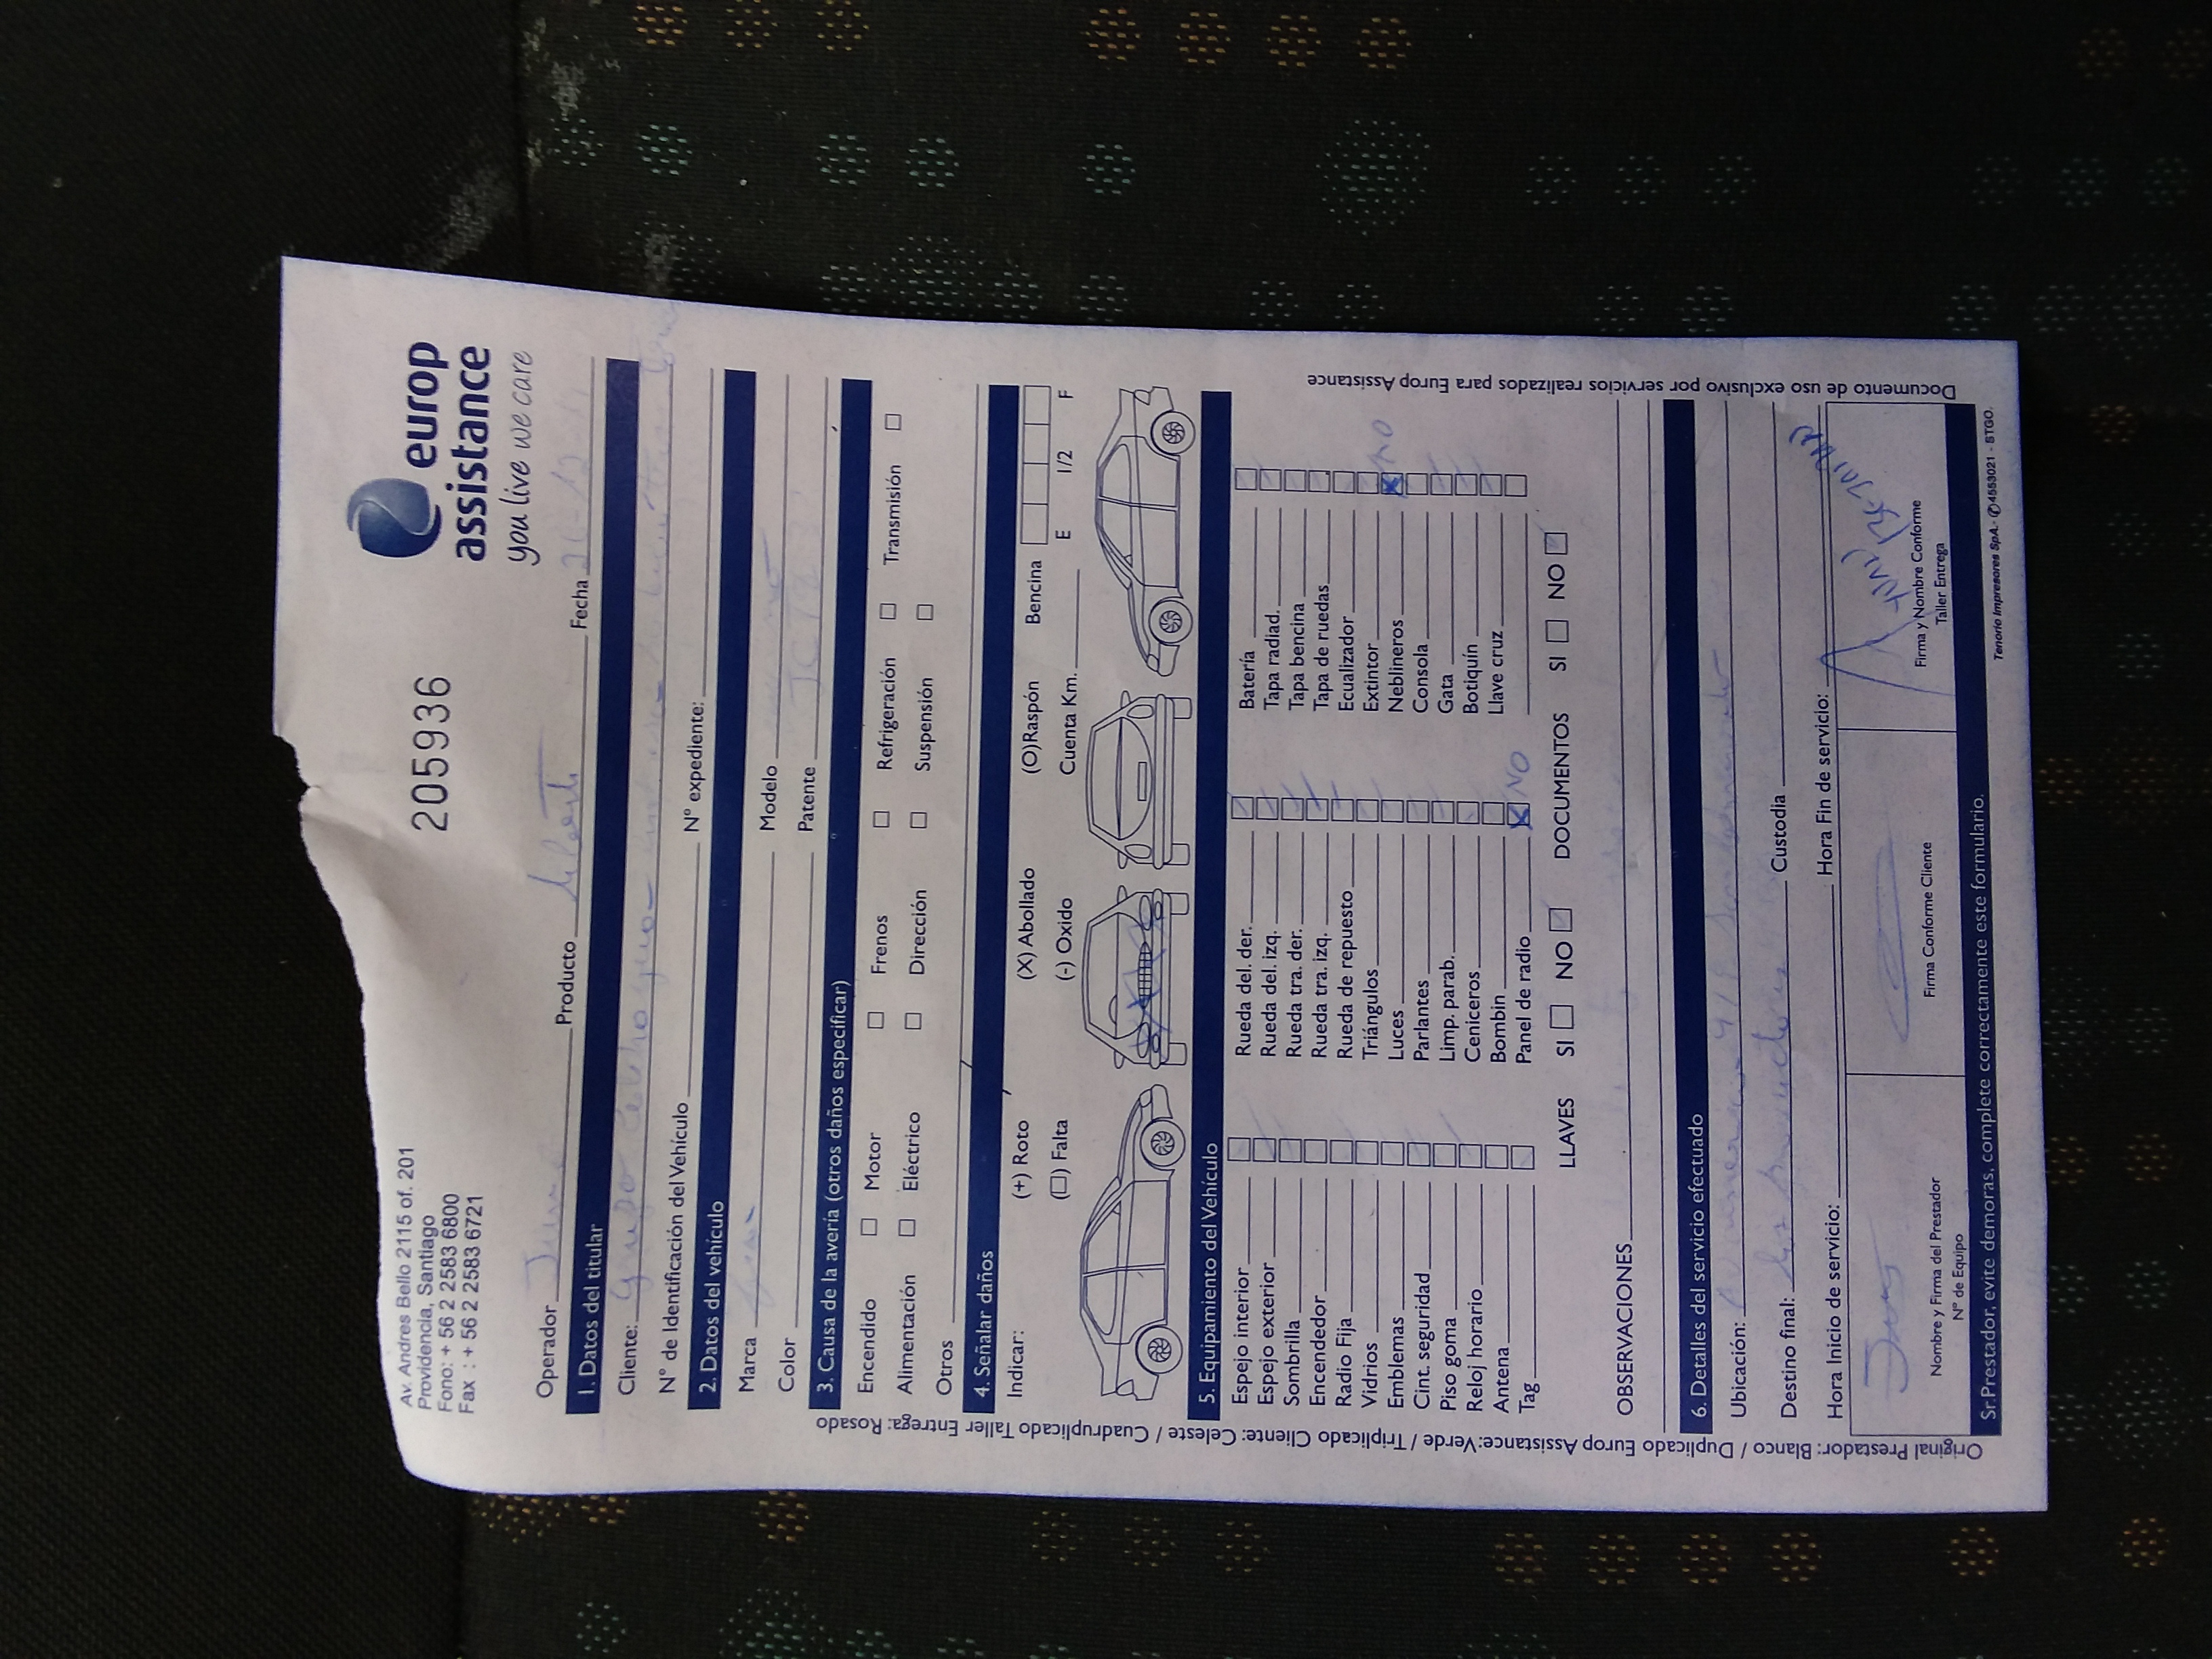 Av. Andres Bello 2115 of. 201
Providencia, Santiago
Fono: + 56 2 2583 6800
Fax : + 56 2 2583 6721
2059936
europ
assistance
you live we care
Operador Producto Fecha
1. Datos del titular
Cliente:
N° de Identificación del Vehículo N° expediente:
2. Datos del vehículo
Marca Modelo
Color Patente
3. Causa de la avería (otros daños especificar)
Encendido Motor Frenos Refrigeración Transmisión
Alimentación Eléctrico Dirección Suspensión
Otros
4. Señalar daños
Indicar: (+) Roto (X) Abollado (O)Raspón Bencina
(□) Falta (-) Oxido Cuenta Km. E 1/2 F
5. Equipamiento del Vehículo
Espejo interior Rueda del. der. Batería
Espejo exterior Rueda del. izq. Tapa radiad.
Sombrilla Rueda tra. der. Tapa bencina
Encendedor Rueda tra. izq. Tapa de ruedas
Radio Fija Rueda de repuesto Ecualizador
Vidrios Triángulos Extintor
Emblemas Luces Neblineros X NO
Cint. seguridad Parlantes Consola
Piso goma Limp. parab. Gata
Reloj horario Ceniceros Botiquín
Antena Bombin Llave cruz
Tag Panel de radio X NO
LLAVES SI NO DOCUMENTOS SI NO
OBSERVACIONES
6. Detalles del servicio efectuado
Ubicación:
Destino final: Custodia
Hora Inicio de servicio: Hora Fin de servicio:
Nombre y Firma del Prestador
N° de Equipo
Firma Conforme Cliente
Firma y Nombre Conforme
Taller Entrega
Sr. Prestador, evite demoras, complete correctamente este formulario.
Tenorio Impresores SpA.- ✆4553021 - STGO.
Original Prestador: Blanco / Duplicado Europ Assistance: Verde / Triplicado Cliente: Celeste / Cuadruplicado Taller Entrega: Rosado
Documento de uso exclusivo por servicios realizados para Europ Assistance